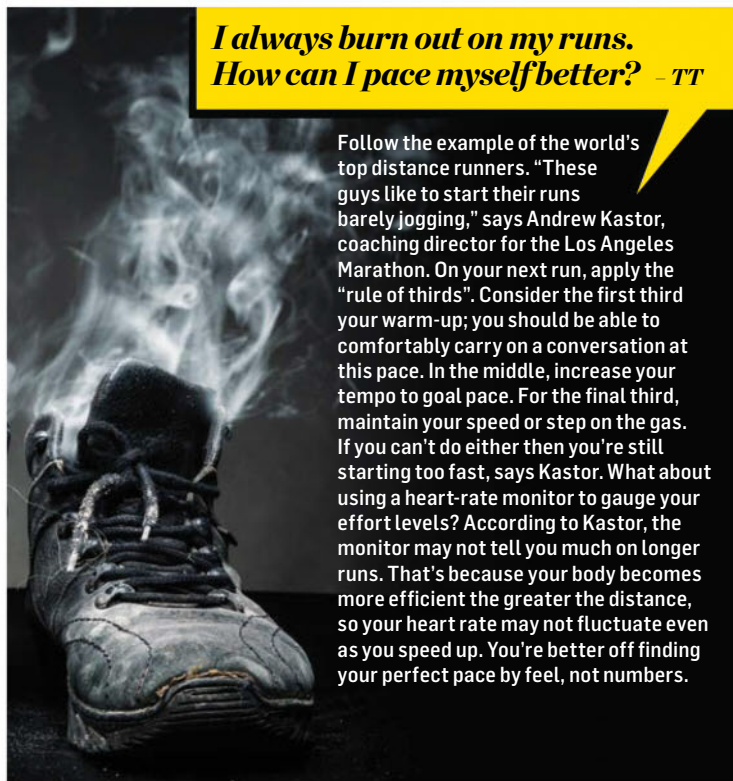 I always burn out on my runs.
How can I pace myself better? – TT
Follow the example of the world's
top distance runners. “These
guys like to start their runs
barely jogging,” says Andrew Kastor,
coaching director for the Los Angeles
Marathon. On your next run, apply the
“rule of thirds”. Consider the first third
your warm-up; you should be able to
comfortably carry on a conversation at
this pace. In the middle, increase your
tempo to goal pace. For the final third,
maintain your speed or step on the gas.
If you can't do either then you're still
starting too fast, says Kastor. What about
using a heart-rate monitor to gauge your
effort levels? According to Kastor, the
monitor may not tell you much on longer
runs. That's because your body becomes
more efficient the greater the distance,
so your heart rate may not fluctuate even
as you speed up. You're better off finding
your perfect pace by feel, not numbers.